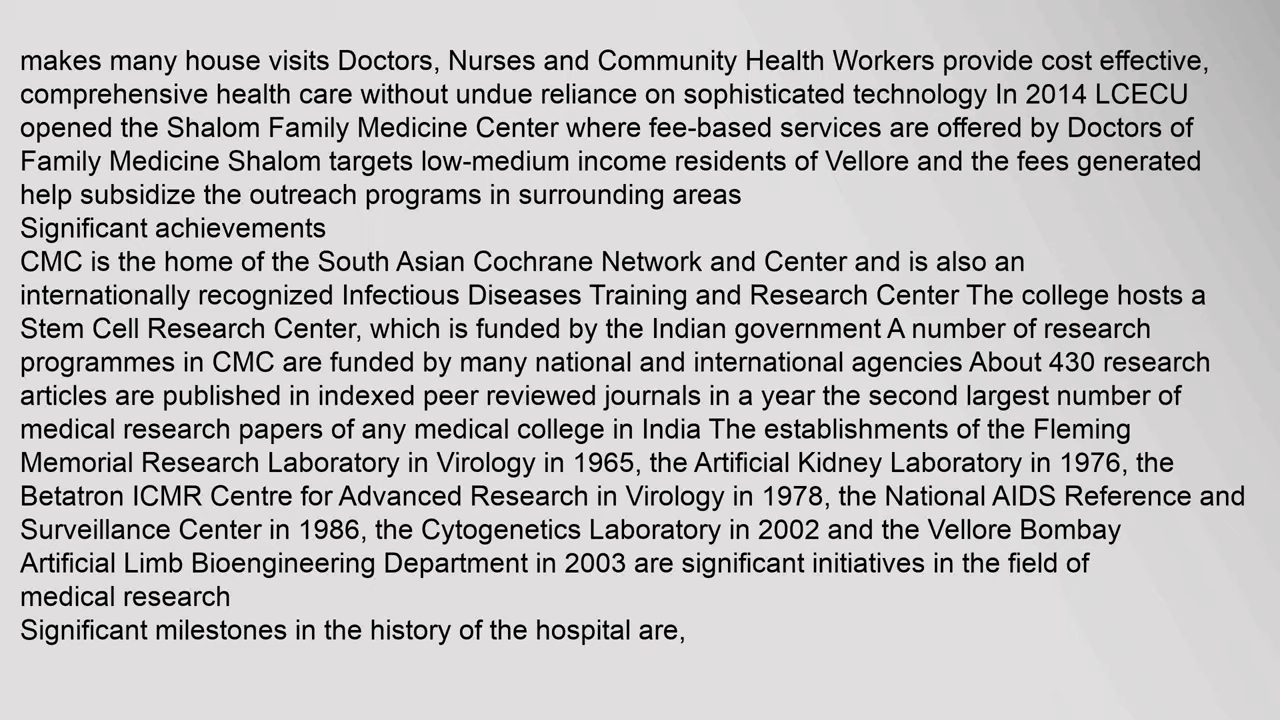 makes many house visits Doctors, Nurses and Community Health Workers provide cost effective,
comprehensive health care without undue reliance on sophisticated technology In 2014 LCECU
opened the Shalom Family Medicine Center where fee-based services are offered by Doctors of
Family Medicine Shalom targets low-medium income residents of Vellore and the fees generated
help subsidize the outreach programs in surrounding areas
Significant achievements
CMC is the home of the South Asian Cochrane Network and Center and is also an
internationally recognized Infectious Diseases Training and Research Center The college hosts a
Stem Cell Research Center, which is funded by the Indian government A number of research
programmes in CMC are funded by many national and international agencies About 430 research
articles are published in indexed peer reviewed journals in a year the second largest number of
medical research papers of any medical college in India The establishments of the Fleming
Memorial Research Laboratory in Virology in 1965, the Artificial Kidney Laboratory in 1976, the
Betatron ICMR Centre for Advanced Research in Virology in 1978, the National AIDS Reference and
Surveillance Center in 1986, the Cytogenetics Laboratory in 2002 and the Vellore Bombay
Artificial Limb Bioengineering Department in 2003 are significant initiatives in the field of
medical research
Significant milestones in the history of the hospital are,